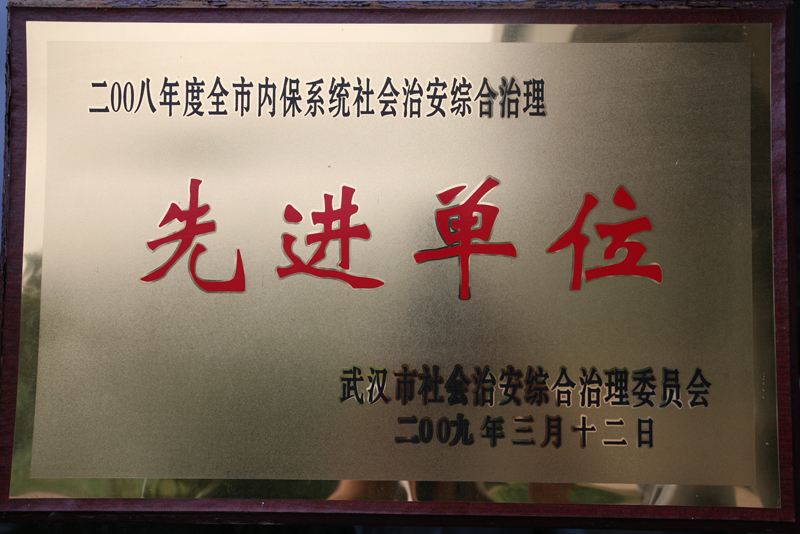 二00八年度全市内保系统社会治安综合治理
先进单位
武汉市社会治安综合治理委员会
二00九年三月十二日